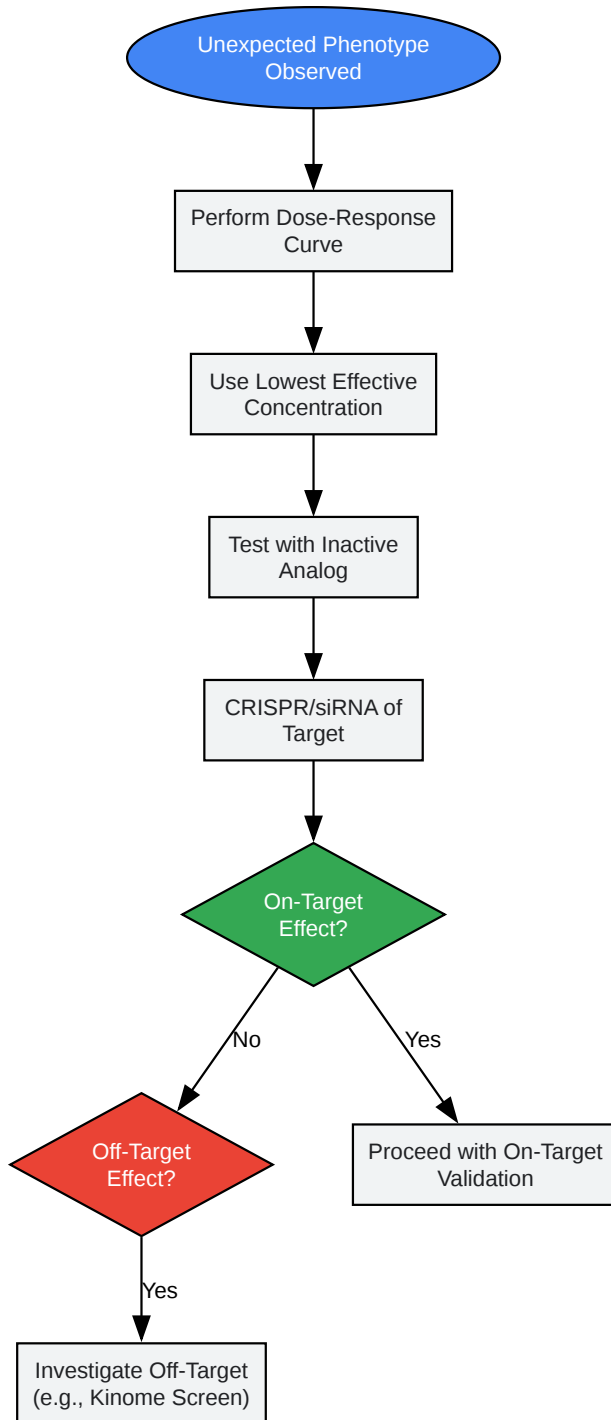 Unexpected Phenotype
Observed
Perform Dose-Response
Curve
Use Lowest Effective
Concentration
Test with Inactive
Analog
CRISPR/siRNA of
Target
On-Target
Effect?
No
Yes
Off-Target
Effect?
Proceed with On-Target
Validation
Yes
Investigate Off-Target
(e.g., Kinome Screen)